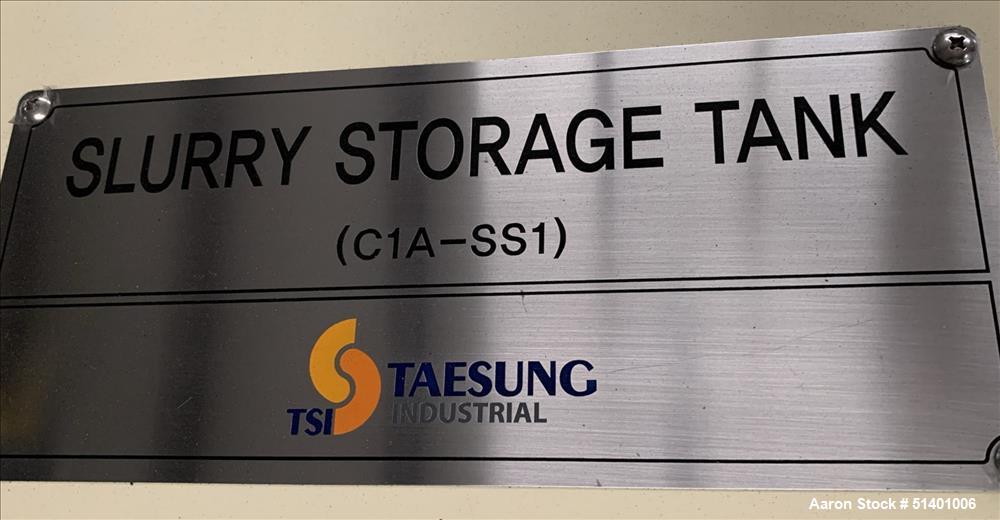 SLURRY STORAGE TANK
(C1A-SS1)
TSI TAESUNG
INDUSTRIAL
Aaron Stock # 51401006